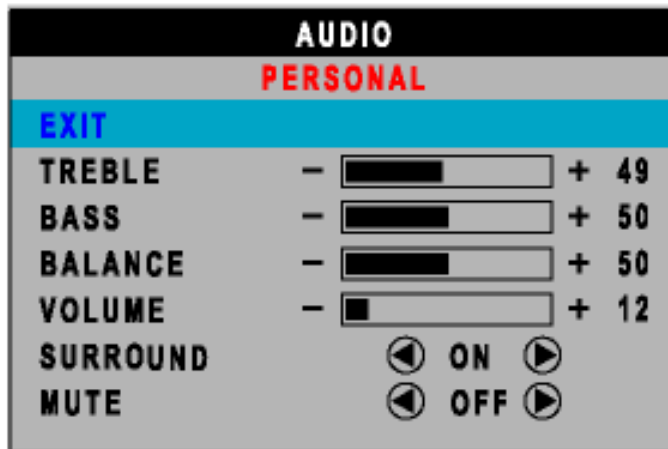 AUDIO
PERSONAL
EXIT
TREBLE - + 49
BASS - + 50
BALANCE - + 50
VOLUME - + 12
SURROUND ON
MUTE OFF